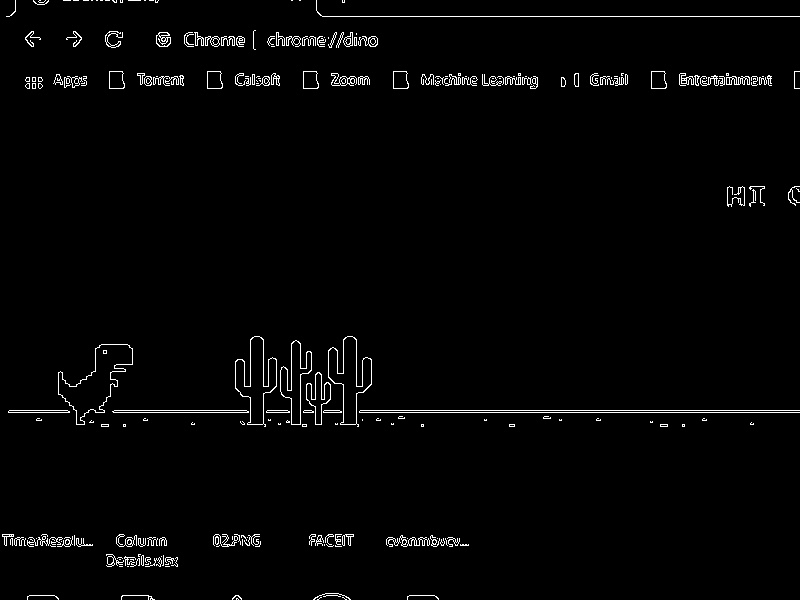 Chrome | chrome://dino
Apps Torrent Calsoft Zoom Machine Learning Gmail Entertainment
HI
TimerResolu... Column 02.PNG FACEIT cvbnmbvcv...
Details.xlsx